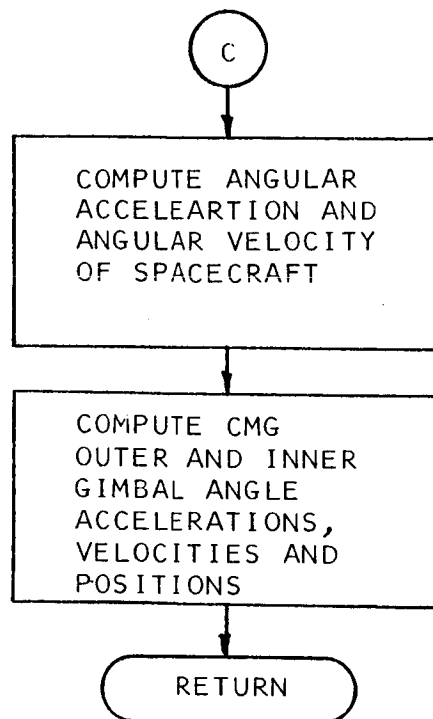 C
COMPUTE ANGULAR
ACCELEARTION AND
ANGULAR VELOCITY
OF SPACECRAFT
COMPUTE CMG
OUTER AND INNER
GIMBAL ANGLE
ACCELERATIONS,
VELOCITIES AND
POSITIONS
RETURN